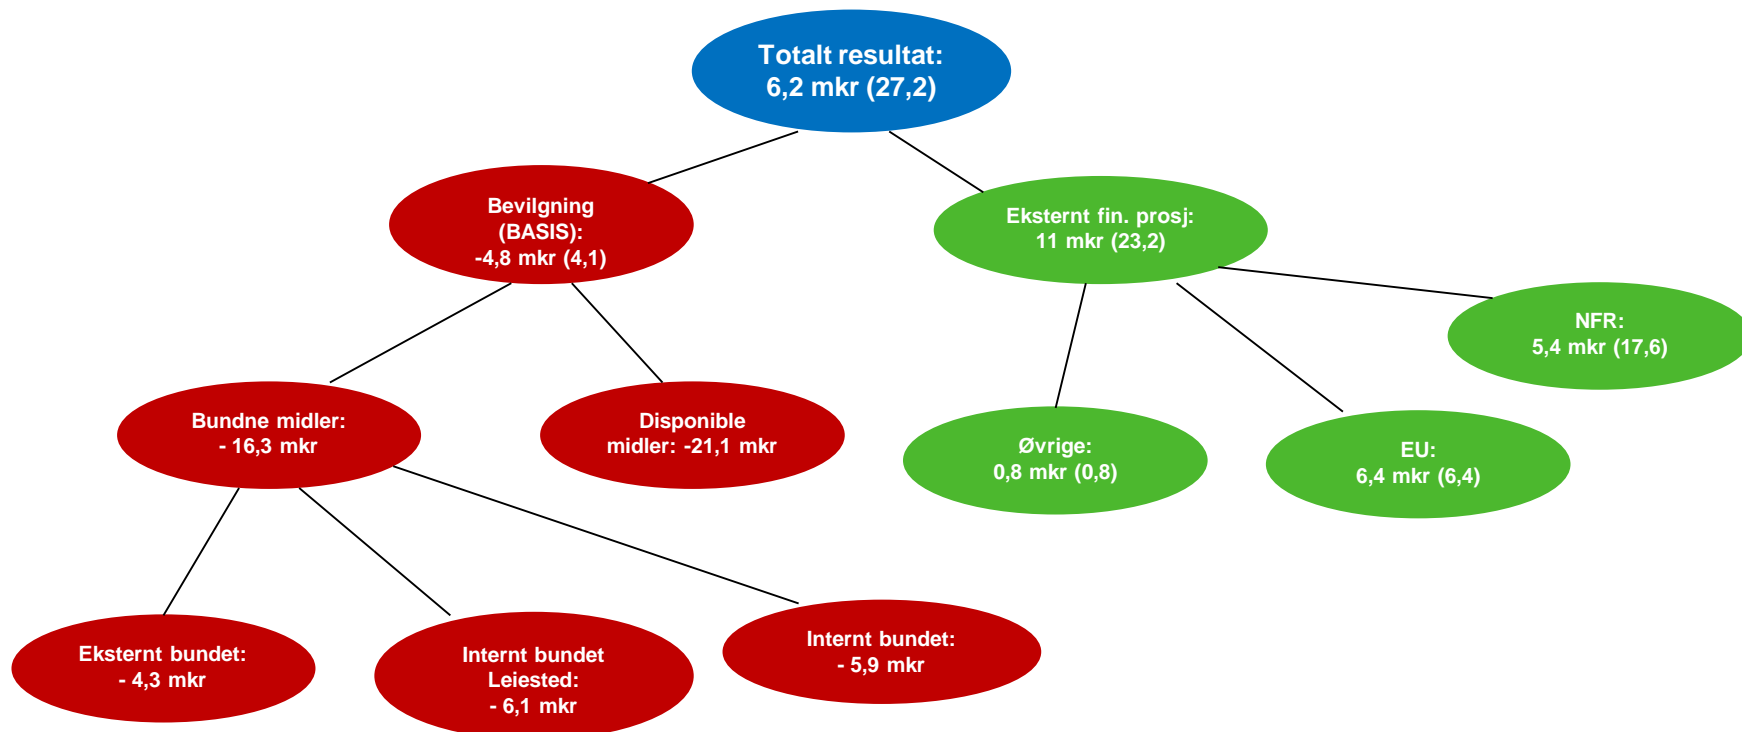 Totalt resultat:
6,2 mkr (27,2)
Bevilgning
(BASIS):
-4,8 mkr (4,1)
Eksternt fin. prosj:
11 mkr (23,2)
NFR:
5,4 mkr (17,6)
Bundne midler:
- 16,3 mkr
Disponible
midler: -21,1 mkr
Øvrige:
0,8 mkr (0,8)
EU:
6,4 mkr (6,4)
Eksternt bundet:
- 4,3 mkr
Internt bundet
Leiested:
- 6,1 mkr
Internt bundet:
- 5,9 mkr